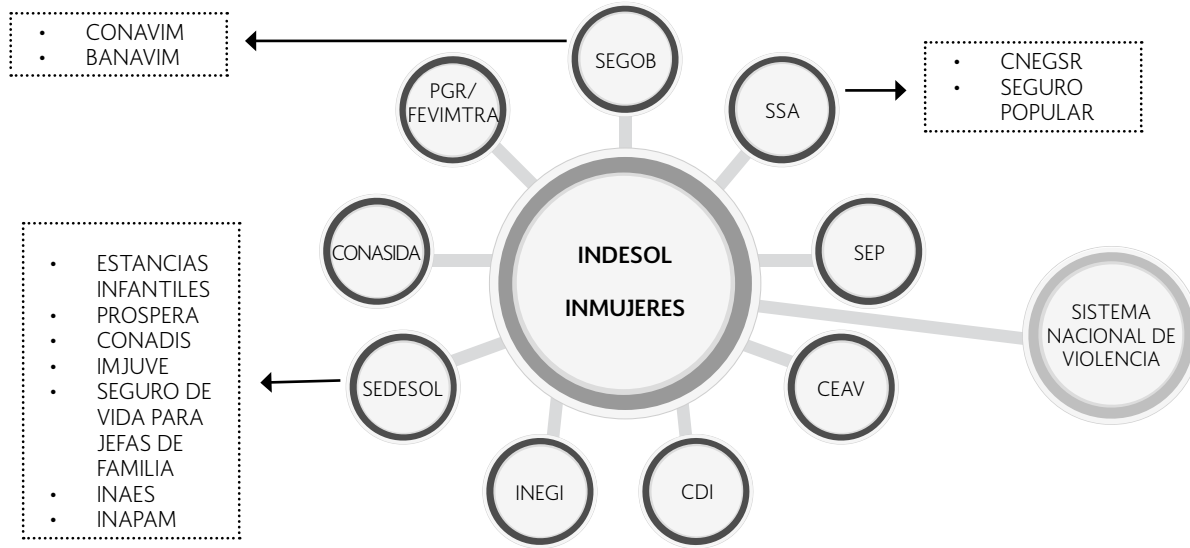 • CONAVIM
• BANAVIM
SEGOB
PGR/
FEVIMTRA
SSA
• CNEGSR
• SEGURO
POPULAR
CONASIDA
INDESOL
INMUJERES
SEP
SISTEMA
NACIONAL DE
VIOLENCIA
• ESTANCIAS
INFANTILES
• PROSPERA
• CONADIS
• IMJUVE
• SEGURO DE
VIDA PARA
JEFAS DE
FAMILIA
• INAES
• INAPAM
SEDESOL
CEAV
INEGI
CDI